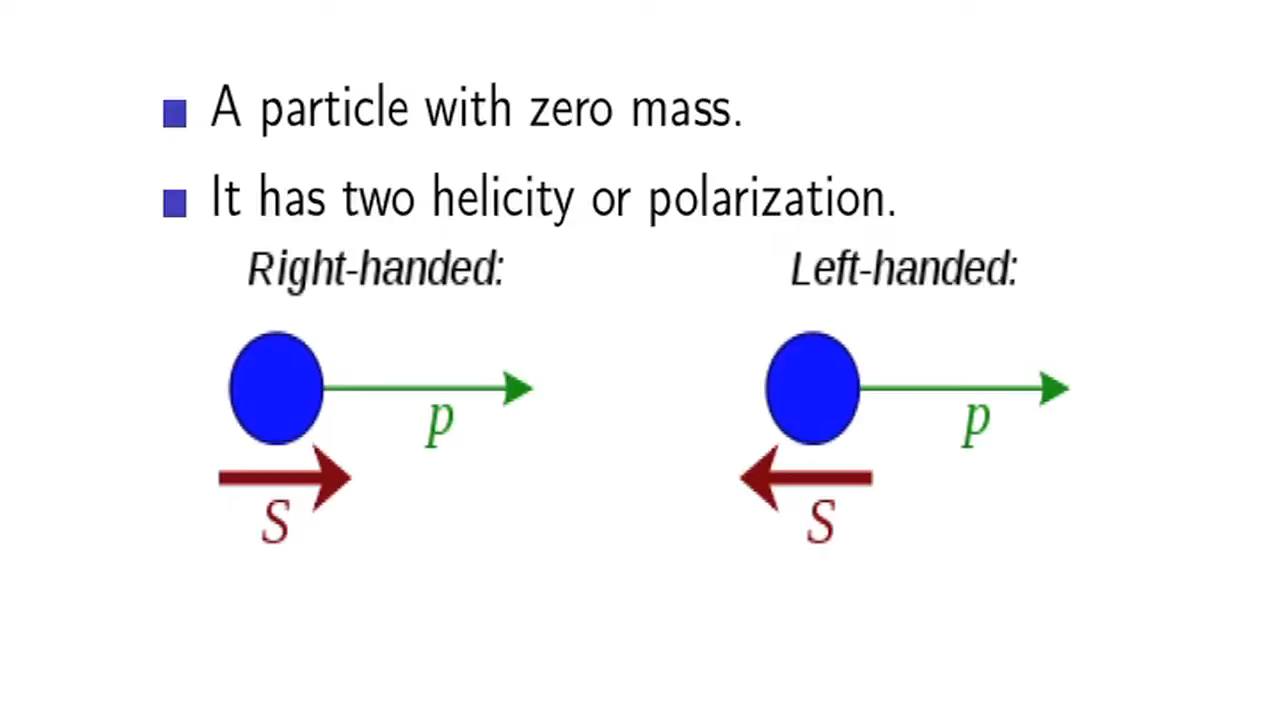 A particle with zero mass.
It has two helicity or polarization.
Right-handed: Left-handed:
p p
S S